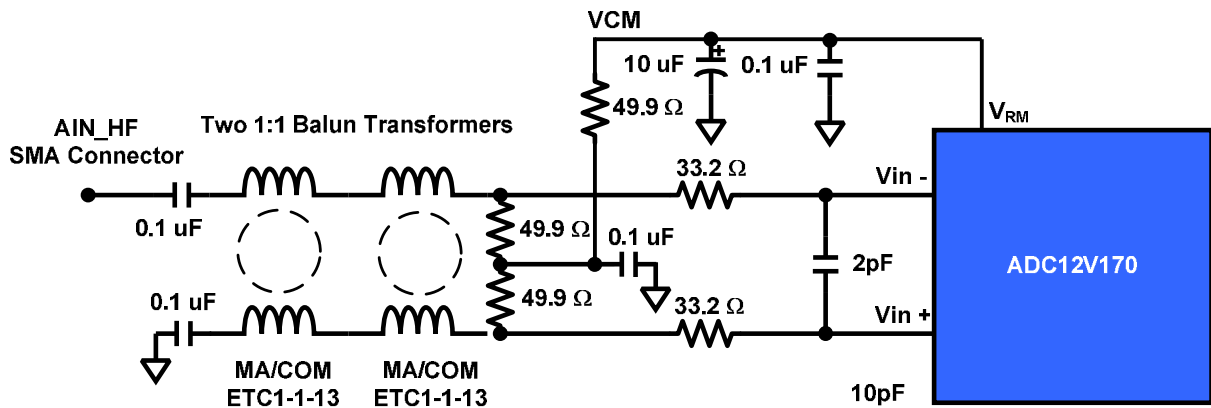 VCM
10 uF
+
0.1 uF
49.9 Ω
VRM
AIN_HF
SMA Connector
Two 1:1 Balun Transformers
33.2 Ω
Vin -
0.1 uF
49.9 Ω
0.1 uF
2pF
ADC12V170
0.1 uF
49.9 Ω
33.2 Ω
Vin +
MA/COM
ETC1-1-13
MA/COM
ETC1-1-13
10pF